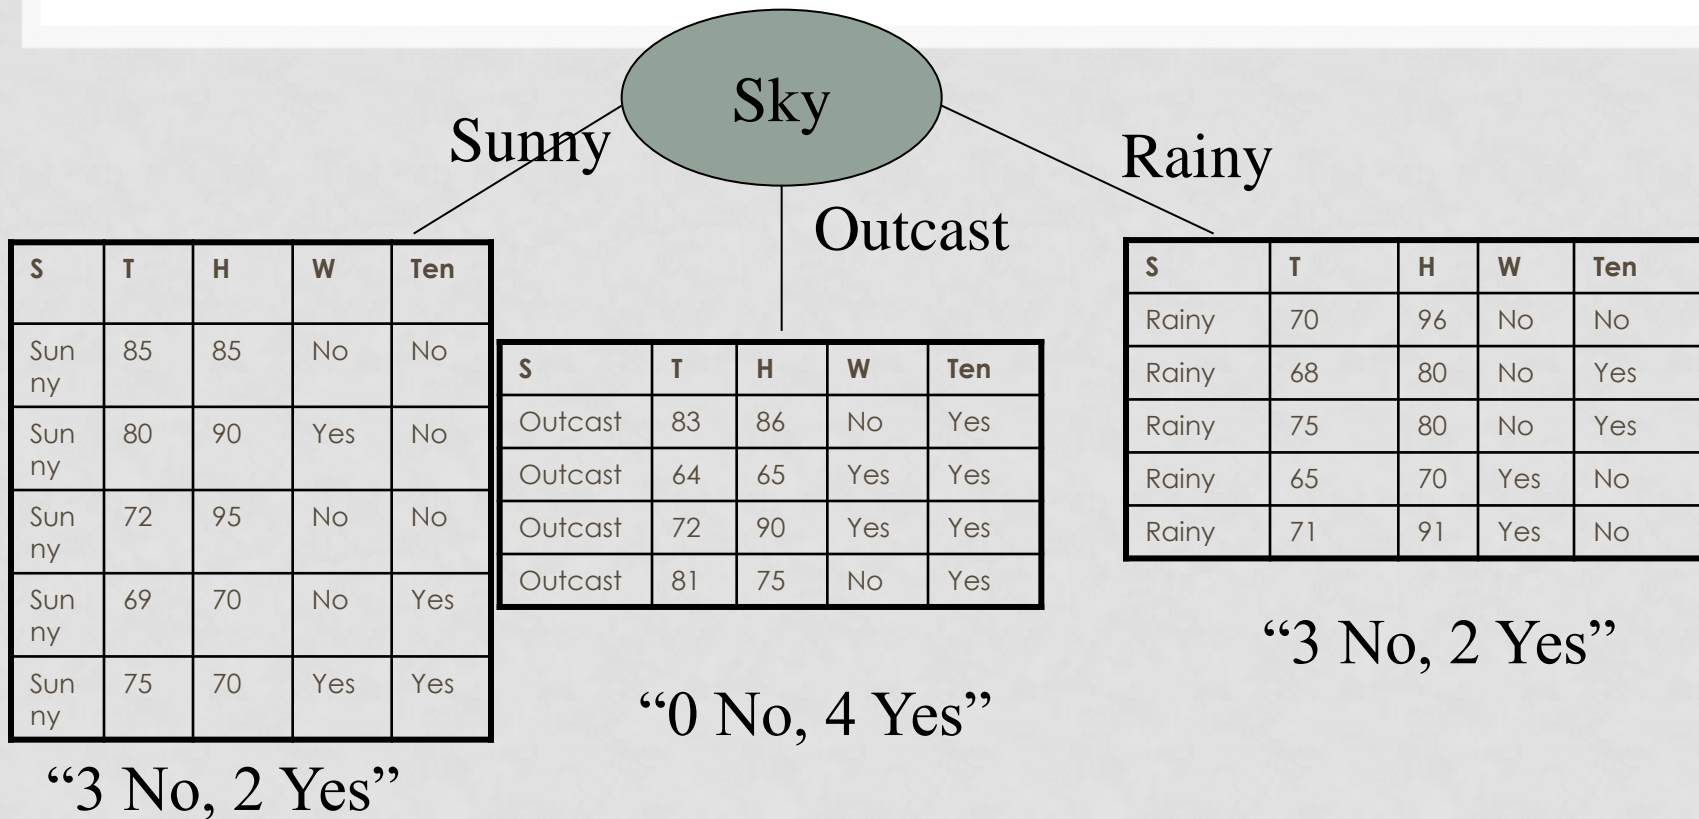 Sky
Sunny
Outcast
Rainy
S T H W Ten
Sun
ny 85 85 No No
Sun
ny 80 90 Yes No
Sun
ny 72 95 No No
Sun
ny 69 70 No Yes
Sun
ny 75 70 Yes Yes
“3 No, 2 Yes”
S T H W Ten
Outcast 83 86 No Yes
Outcast 64 65 Yes Yes
Outcast 72 90 Yes Yes
Outcast 81 75 No Yes
“0 No, 4 Yes”
S T H W Ten
Rainy 70 96 No No
Rainy 68 80 No Yes
Rainy 75 80 No Yes
Rainy 65 70 Yes No
Rainy 71 91 Yes No
“3 No, 2 Yes”